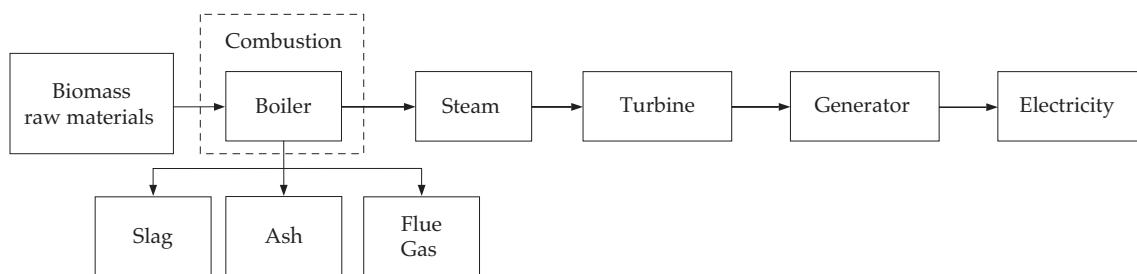 Combustion
Biomass
raw materials
Boiler
Steam
Turbine
Generator
Electricity
Slag
Ash
Flue
Gas